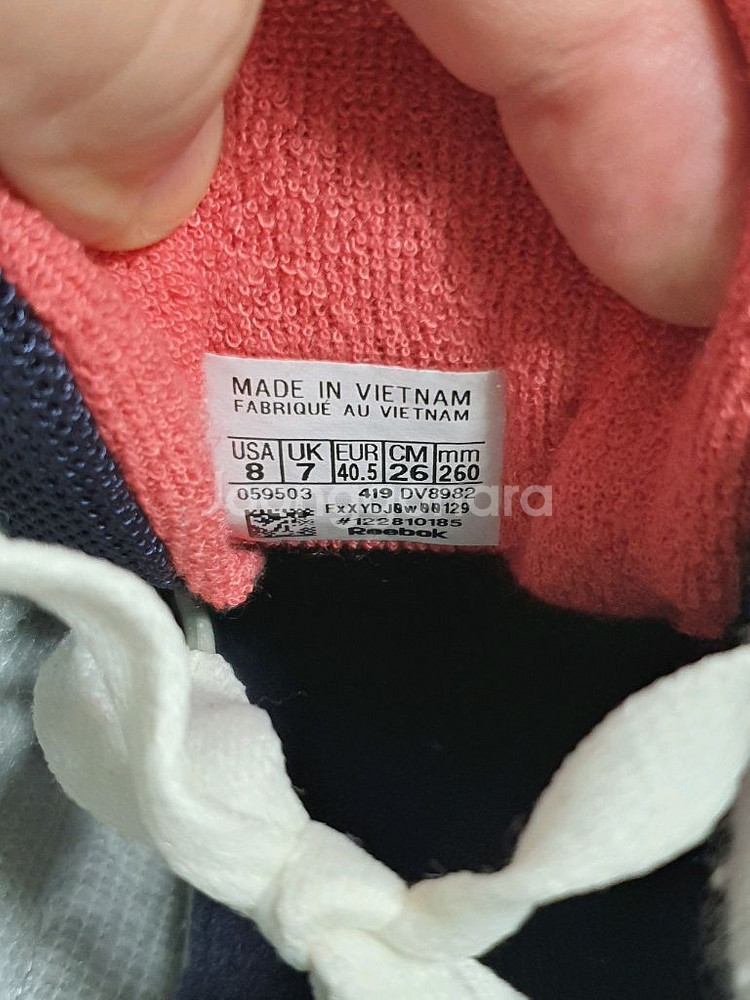 MADE IN VIETNAM
FABRIQUÉ AU VIETNAM
USA UK EUR CM mm
8 7 40.5 26 260
059503 419 DV8982
#122810185
Reebok